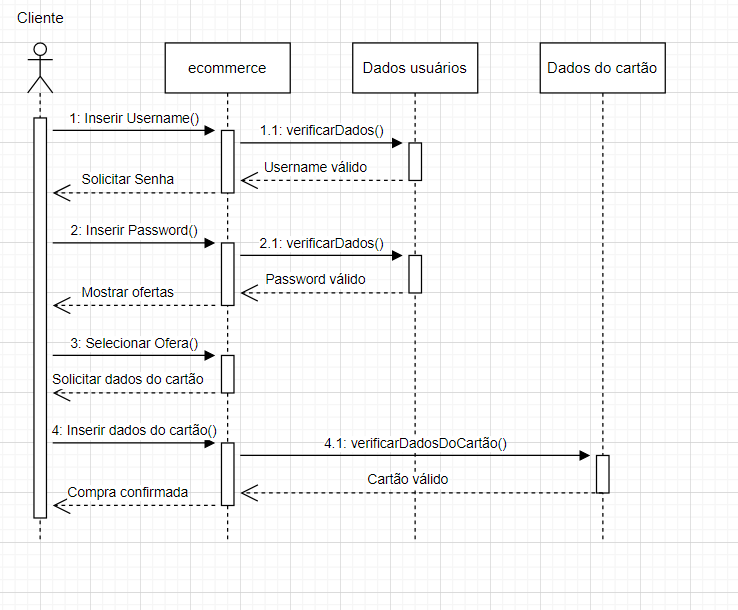 Cliente
ecommerce
Dados usuários
Dados do cartão
1: Inserir Username()
1.1: verificarDados()
Username válido
Solicitar Senha
2: Inserir Password()
2.1: verificarDados()
Password válido
Mostrar ofertas
3: Selecionar Ofera()
Solicitar dados do cartão
4: Inserir dados do cartão()
4.1: verificarDadosDoCartão()
Cartão válido
Compra confirmada